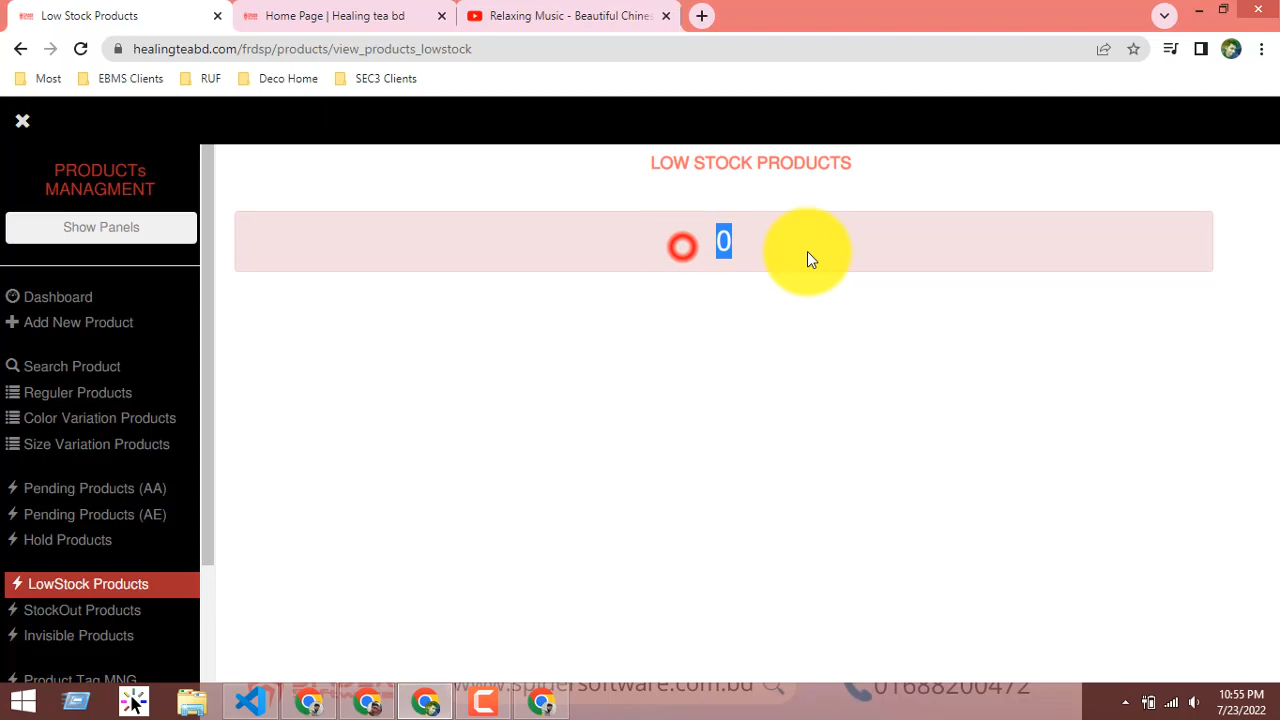 Low Stock Products
Home Page | Healing tea bd
Relaxing Music - Beautiful Chines
healingteabd.com/frdsp/products/view_products_lowstock
Most
EBMS Clients
RUF
Deco Home
SEC3 Clients
PRODUCTs
MANAGMENT
Show Panels
Dashboard
Add New Product
Search Product
Reguler Products
Color Variation Products
Size Variation Products
Pending Products (AA)
Pending Products (AE)
Hold Products
LowStock Products
StockOut Products
Invisible Products
Product Tag MNG
LOW STOCK PRODUCTS
0
www.spidersoftware.com.bd
01688200472
10:55 PM
7/23/2022